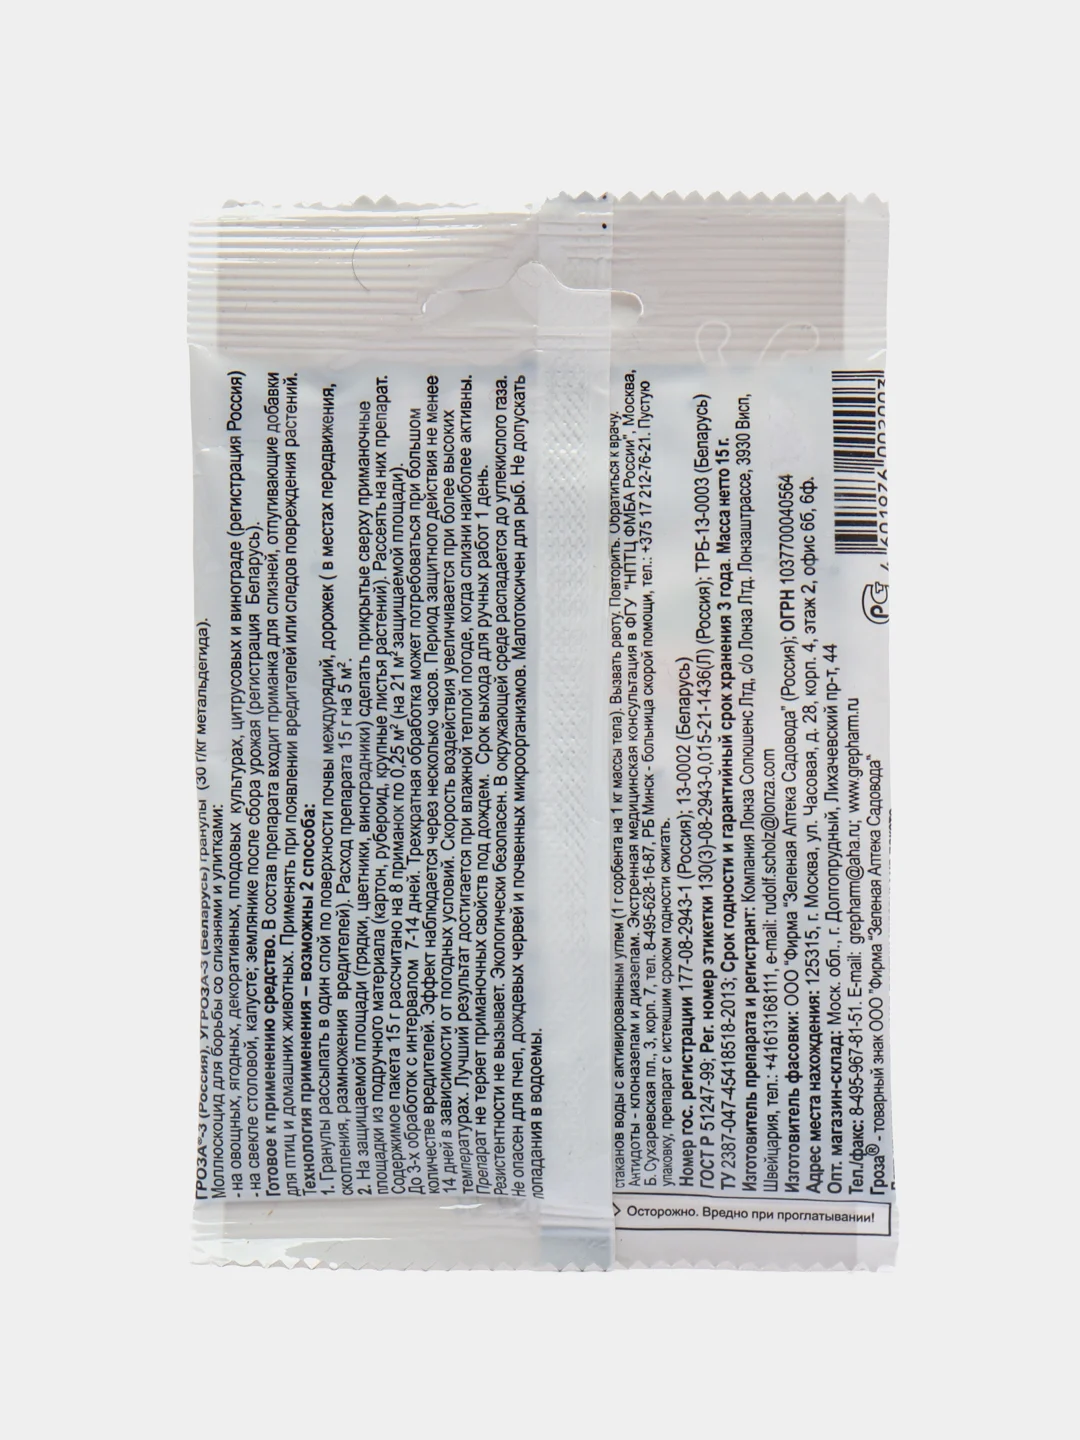 ГРОЗА®-3 (Россия), УГРОЗА-3 (Беларусь) гранулы (30 г/кг метальдегида).
Моллюскоцид для борьбы со слизнями и улитками:
- на овощных, ягодных, декоративных, плодовых культурах, цитрусовых и винограде (регистрация Россия)
- на свекле столовой, капусте; землянике после сбора урожая (регистрация Беларусь).
Готовое к применению средство. В состав препарата входит приманка для слизней, отпугивающие добавки
для птиц и домашних животных. Применять при появлении вредителей или следов повреждения растений.
Технология применения – возможны 2 способа:
1. Гранулы рассыпать в один слой по поверхности почвы междурядий, дорожек ( в местах передвижения,
скопления, размножения вредителей). Расход препарата 15 г на 5 м².
2. На защищаемой площади (грядки, цветники, виноградники) сделать прикрытые сверху приманочные
площадки из подручного материала (картон, рубероид, крупные листья растений). Рассеять на них препарат.
Содержимое пакета 15 г рассчитано на 8 приманок по 0,25 м² (на 21 м² защищаемой площади).
До 3-х обработок с интервалом 7-14 дней. Трехкратная обработка может потребоваться при большом
количестве вредителей. Эффект наблюдается через несколько часов. Период защитного действия не менее
14 дней в зависимости от погодных условий. Скорость воздействия увеличивается при более высоких
температурах. Лучший результат достигается при влажной теплой погоде, когда слизни наиболее активны.
Препарат не теряет приманочных свойств под дождем. Срок выхода для ручных работ 1 день.
Резистентности не вызывает. Экологически безопасен. В окружающей среде распадается до углекислого газа.
Не опасен для пчел, дождевых червей и почвенных микроорганизмов. Малотоксичен для рыб. Не допускать
попадания в водоемы.
стаканов воды с активированным углем (1 г сорбента на 1 кг массы тела). Вызвать рвоту. Повторить. Обратиться к врачу.
Антидоты - клоназепам и диазепам. Экстренная медицинская консультация в ФГУ "НПТЦ ФМБА России", Москва,
Б. Сухаревская пл., 3, корп. 7, тел. 8-495-628-16-87, РБ Минск - больница скорой помощи, тел.: +375 17 212-76-21. Пустую
упаковку, препарат с истекшим сроком годности сжигать.
Номер гос. регистрации 177-08-2943-1 (Россия); 13-0002 (Беларусь)
ГОСТ Р 51247-99; Рег. номер этикетки 130(3)-08-2943-0,015-21-1436(Л) (Россия); ТРБ-13-0003 (Беларусь)
ТУ 2387-047-45418518-2013; Срок годности и гарантийный срок хранения 3 года. Масса нетто 15 г.
Изготовитель препарата и регистрант: Компания Лонза Солюшенс Лтд, с/о Лонза Лтд. Лонзаштрассе, 3930 Висп,
Швейцария, тел.: +41613168111, e-mail: rudolf.scholz@lonza.com
Изготовитель фасовки: ООО "Фирма "Зеленая Аптека Садовода" (Россия); ОГРН 1037700040564
Адрес места нахождения: 125315, г. Москва, ул. Часовая, д. 28, корп. 4, этаж 2, офис 6б, 6ф.
Опт. магазин-склад: Моск. обл., г. Долгопрудный, Лихачевский пр-т, 44
Тел./факс: 8-495-967-81-51. E-mail: grepharm@aha.ru; www.grepharm.ru
Гроза® - товарный знак ООО "Фирма "Зеленая Аптека Садовода"
Осторожно. Вредно при проглатывании!